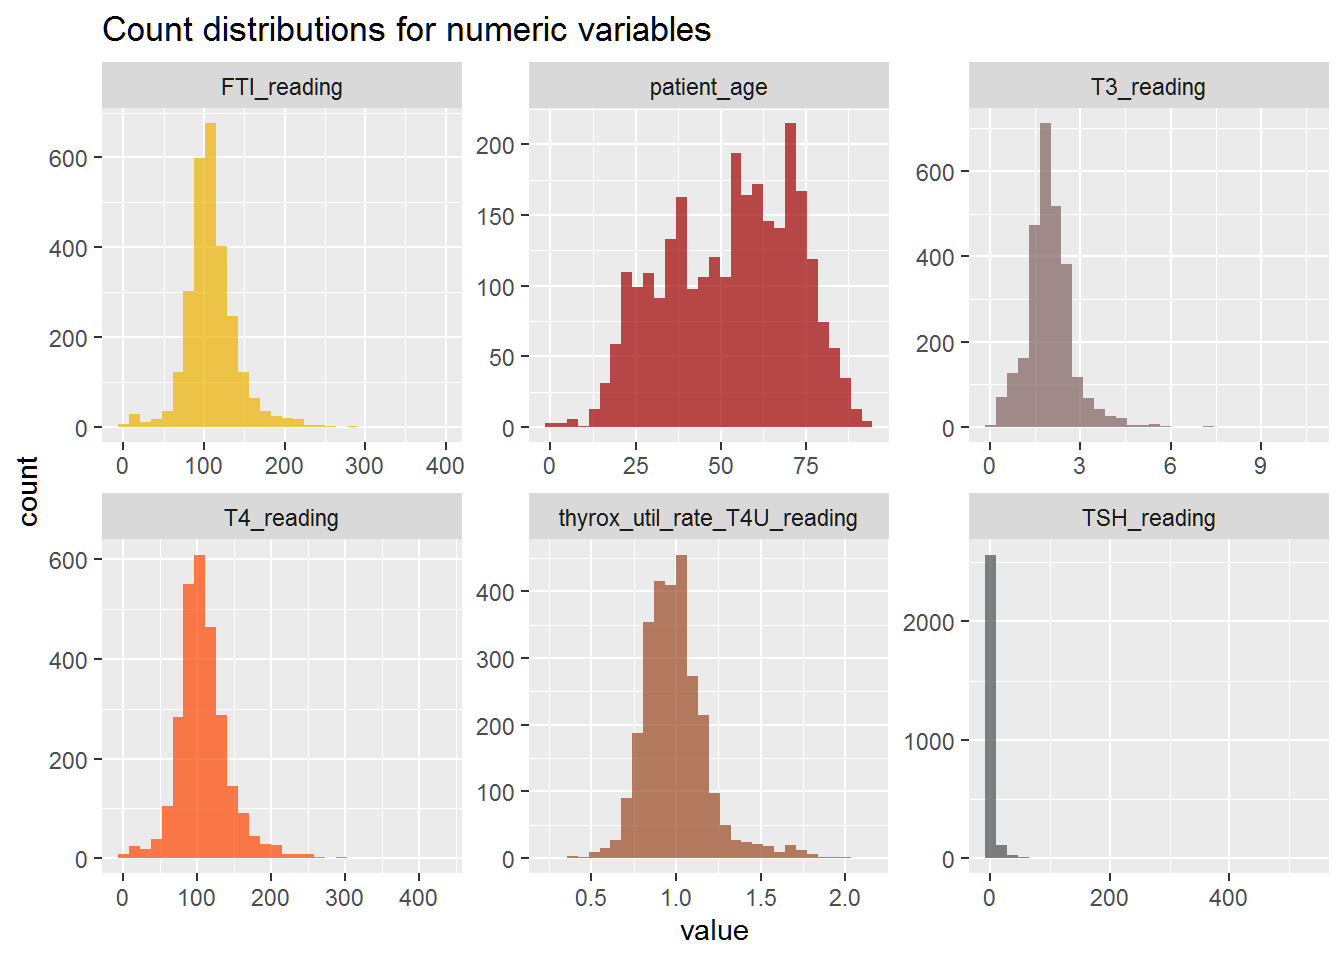 Count distributions for numeric variables
FTI_reading
patient_age
T3_reading
600
400
200
0
0 100 200 300 400
200
150
100
50
0
0 25 50 75
600
400
200
0
0 3 6 9
count
T4_reading
thyrox_util_rate_T4U_reading
TSH_reading
600
400
200
0
0 100 200 300 400
400
300
200
100
0
0.5 1.0 1.5 2.0
2000
1000
0
0 200 400
value